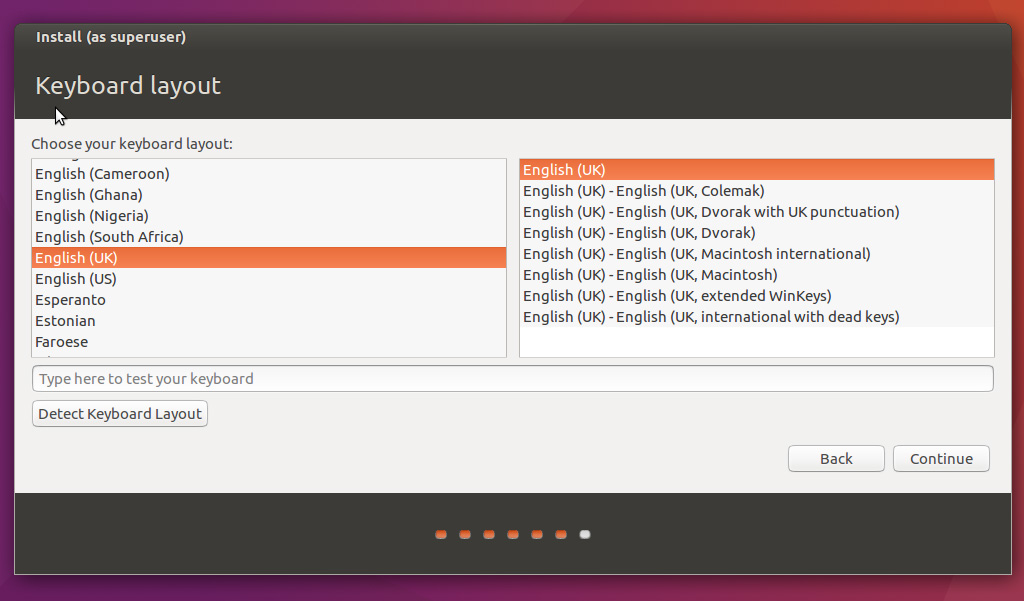 Install (as superuser)
Keyboard layout
Choose your keyboard layout:
English (Cameroon)
English (Ghana)
English (Nigeria)
English (South Africa)
English (UK)
English (US)
Esperanto
Estonian
Faroese
English (UK)
English (UK) - English (UK, Colemak)
English (UK) - English (UK, Dvorak with UK punctuation)
English (UK) - English (UK, Dvorak)
English (UK) - English (UK, Macintosh international)
English (UK) - English (UK, Macintosh)
English (UK) - English (UK, extended WinKeys)
English (UK) - English (UK, international with dead keys)
Type here to test your keyboard
Detect Keyboard Layout
Back
Continue